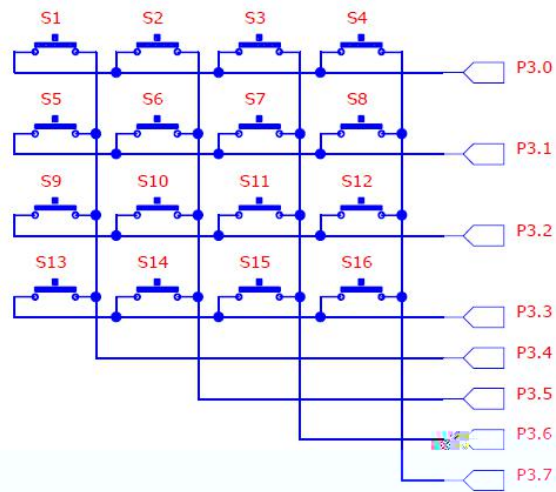 S1 S2 S3 S4
P3.0
S5 S6 S7 S8
P3.1
S9 S10 S11 S12
P3.2
S13 S14 S15 S16
P3.3
P3.4
P3.5
P3.6
P3.7